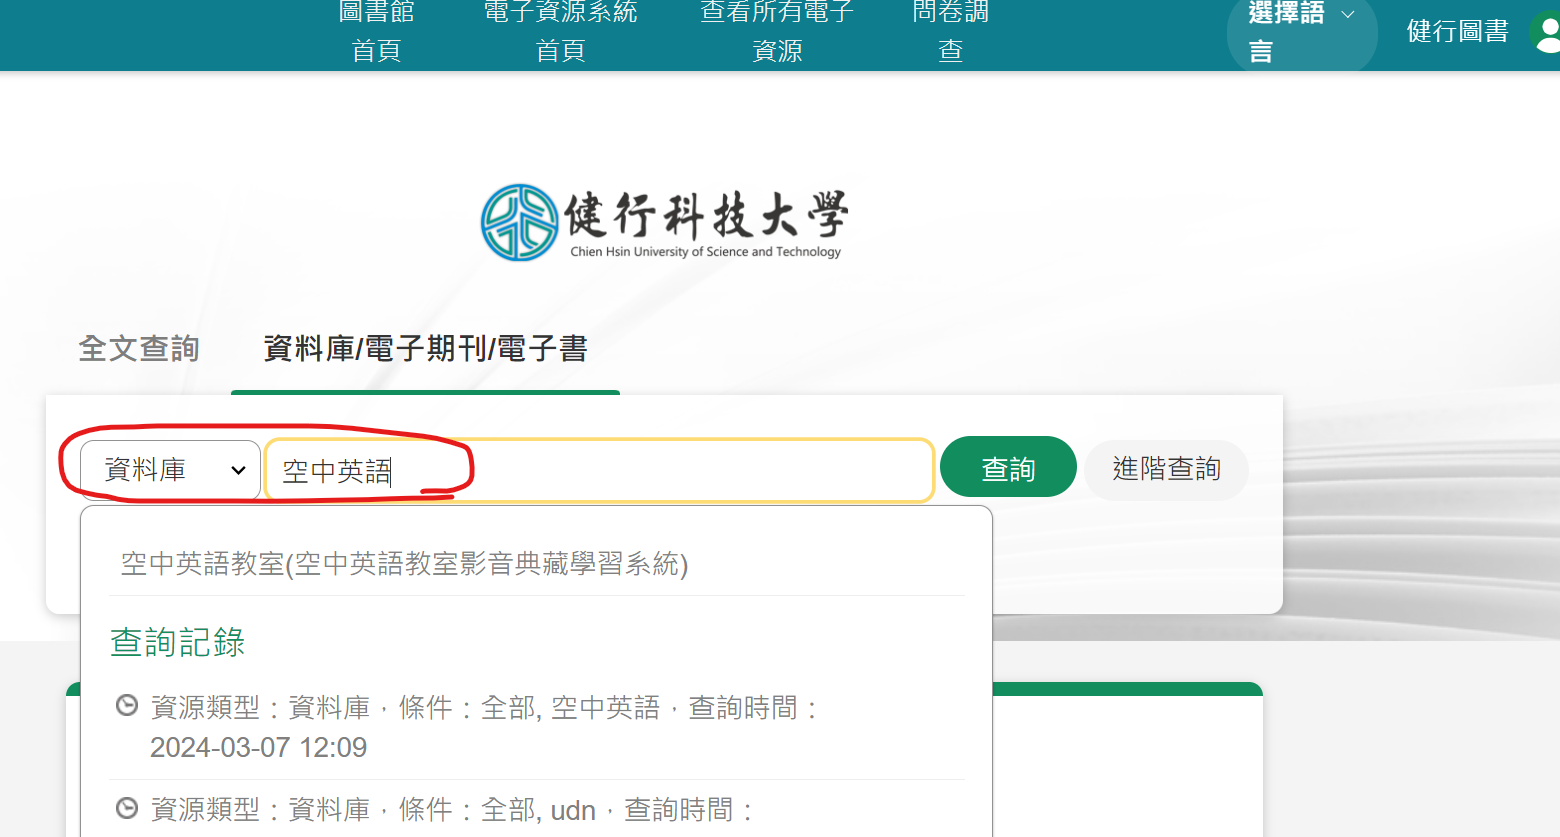 圖書館
首頁
電子資源系統
首頁
查看所有電子
資源
問卷調
查
選擇語
言
健行圖書
健行科技大學
Chien Hsin University of Science and Technology
全文查詢
資料庫/電子期刊/電子書
資料庫
空中英語
查詢
進階查詢
空中英語教室(空中英語教室影音典藏學習系統)
查詢記錄
資源類型：資料庫，條件：全部, 空中英語，查詢時間：
2024-03-07 12:09
資源類型：資料庫，條件：全部, udn，查詢時間：